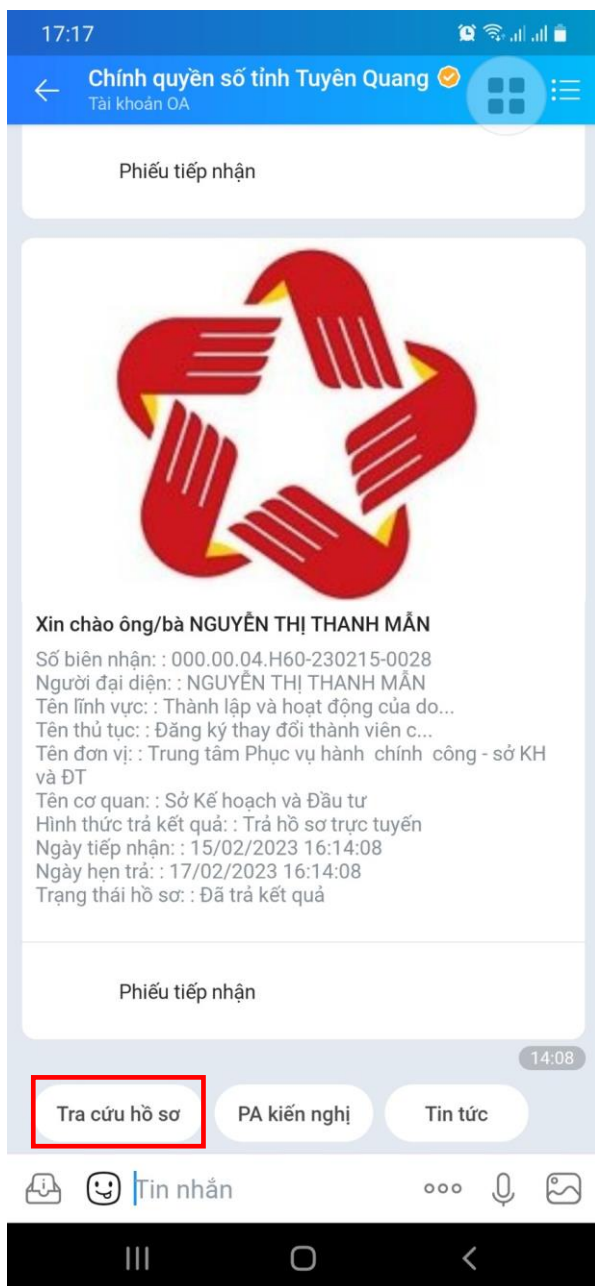 17:17
Chính quyền số tỉnh Tuyên Quang
Tài khoản OA
Phiếu tiếp nhận
Xin chào ông/bà NGUYỄN THỊ THANH MẪN
Số biên nhận: : 000.00.04.H60-230215-0028
Người đại diện: : NGUYỄN THỊ THANH MẪN
Tên lĩnh vực: : Thành lập và hoạt động của do...
Tên thủ tục: : Đăng ký thay đổi thành viên c...
Tên đơn vị: : Trung tâm Phục vụ hành chính công - sở KH
và ĐT
Tên cơ quan: : Sở Kế hoạch và Đầu tư
Hình thức trả kết quả: : Trả hồ sơ trực tuyến
Ngày tiếp nhận: : 15/02/2023 16:14:08
Ngày hẹn trả: : 17/02/2023 16:14:08
Trạng thái hồ sơ: : Đã trả kết quả
Phiếu tiếp nhận
14:08
Tra cứu hồ sơ PA kiến nghị Tin tức
Tin nhắn